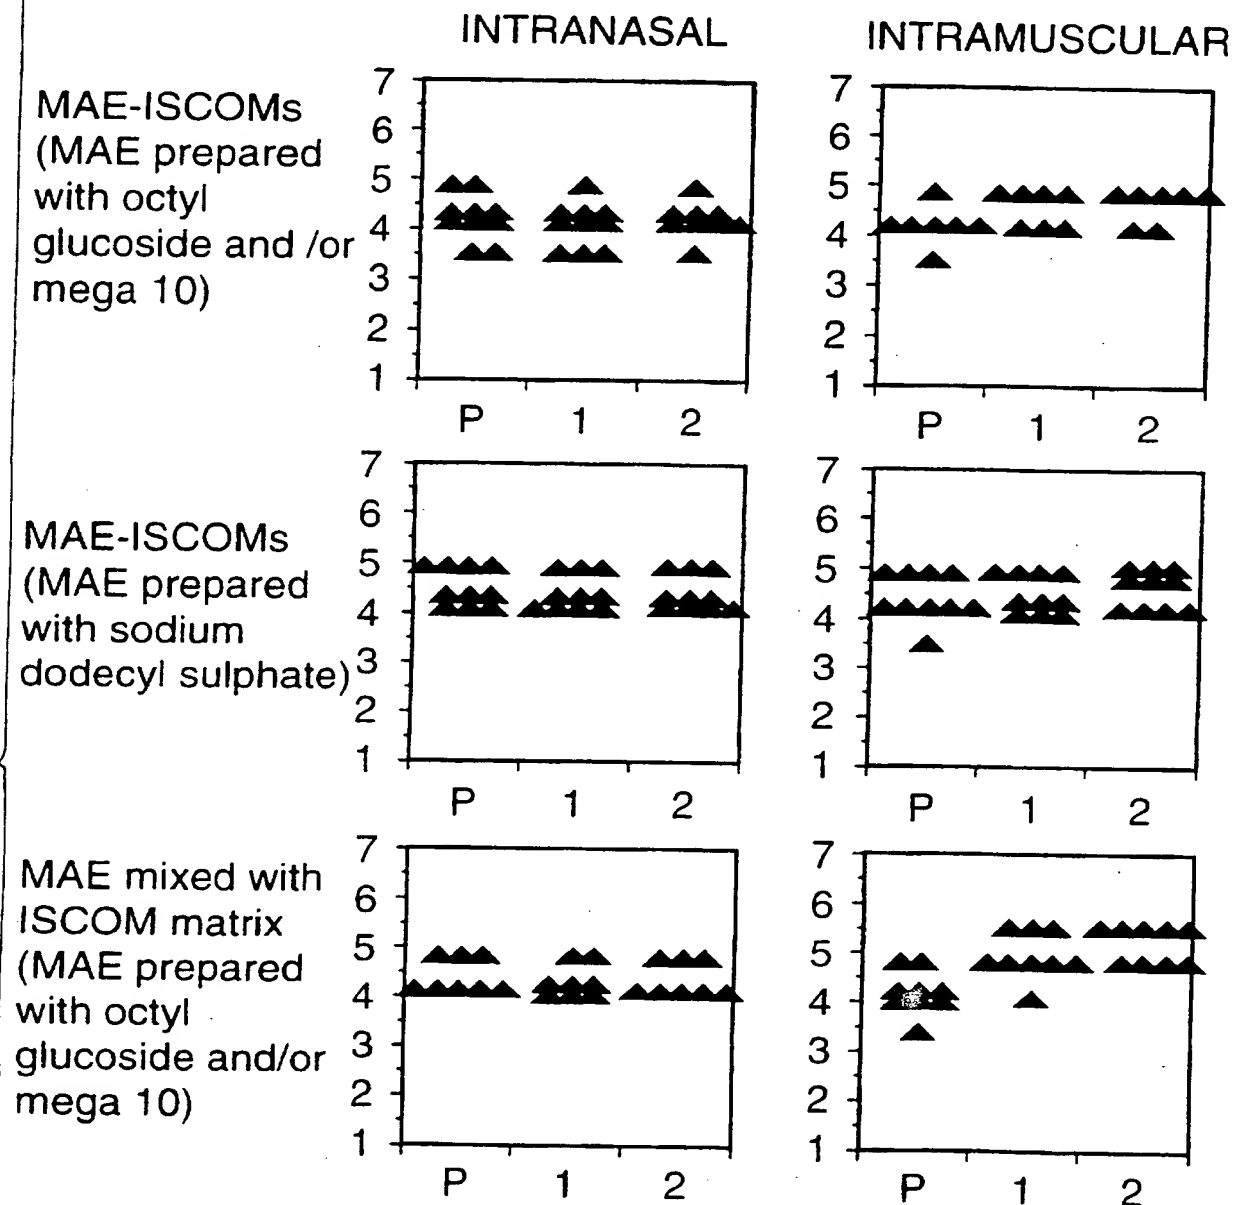 INTRANASAL
INTRAMUSCULAR
MAE-ISCOMs
(MAE prepared
with octyl
glucoside and /or
mega 10)
7
6
5
4
3
2
1
P 1 2
7
6
5
4
3
2
1
P 1 2
MAE-ISCOMs
(MAE prepared
with sodium
dodecyl sulphate)
7
6
5
4
3
2
1
P 1 2
7
6
5
4
3
2
1
P 1 2
MAE mixed with
ISCOM matrix
(MAE prepared
with octyl
glucoside and/or
mega 10)
7
6
5
4
3
2
1
P 1 2
7
6
5
4
3
2
1
P 1 2